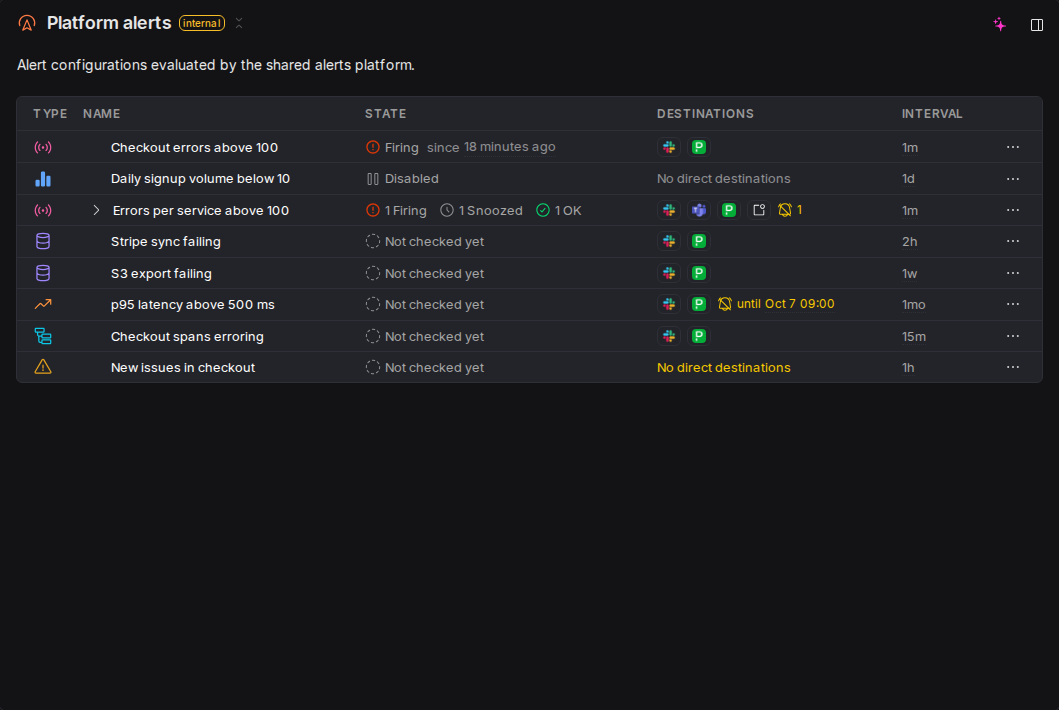 Platform alerts internal
Alert configurations evaluated by the shared alerts platform.
TYPE NAME STATE DESTINATIONS INTERVAL
Checkout errors above 100 Firing since 18 minutes ago P 1m ...
Daily signup volume below 10 Disabled No direct destinations 1d ...
Errors per service above 100 1 Firing 1 Snoozed 1 OK P 1 1m ...
Stripe sync failing Not checked yet P 2h ...
S3 export failing Not checked yet P 1w ...
p95 latency above 500 ms Not checked yet P until Oct 7 09:00 1mo ...
Checkout spans erroring Not checked yet P 15m ...
New issues in checkout Not checked yet No direct destinations 1h ...